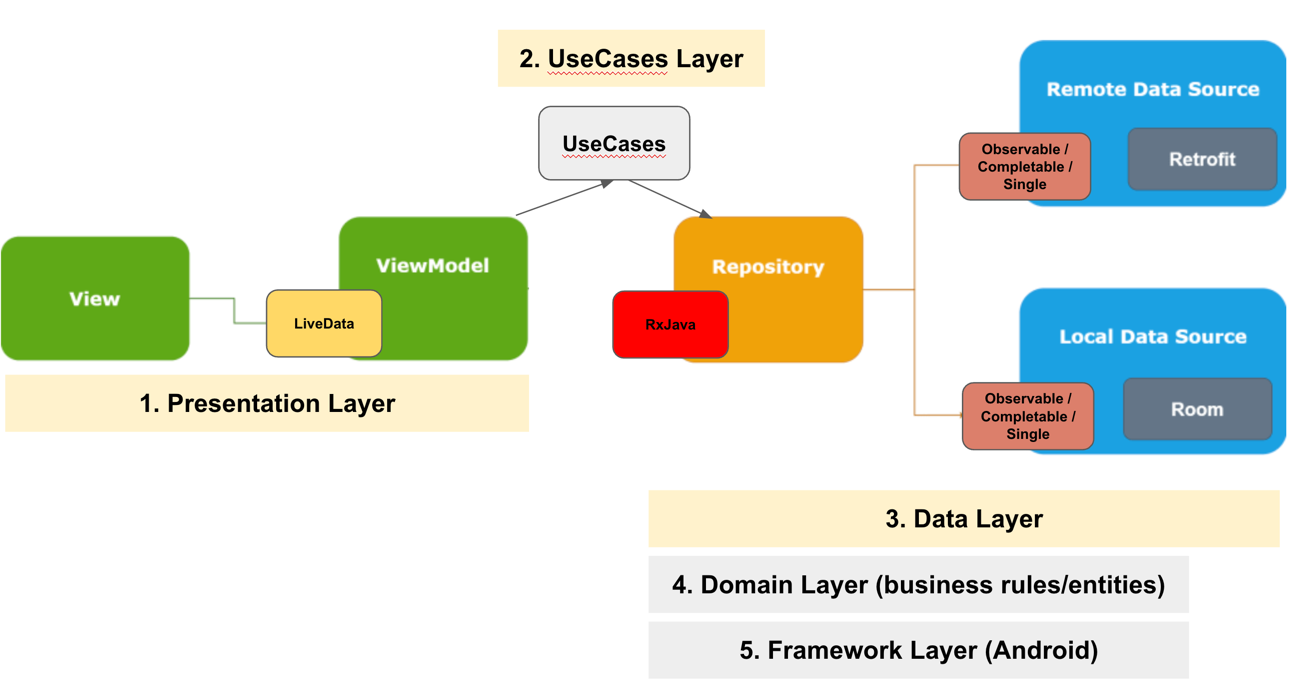 2. UseCases Layer
UseCases
Remote Data Source
Observable /
Completable /
Single
Retrofit
View
ViewModel
LiveData
Repository
RxJava
Local Data Source
Observable /
Completable /
Single
Room
1. Presentation Layer
3. Data Layer
4. Domain Layer (business rules/entities)
5. Framework Layer (Android)